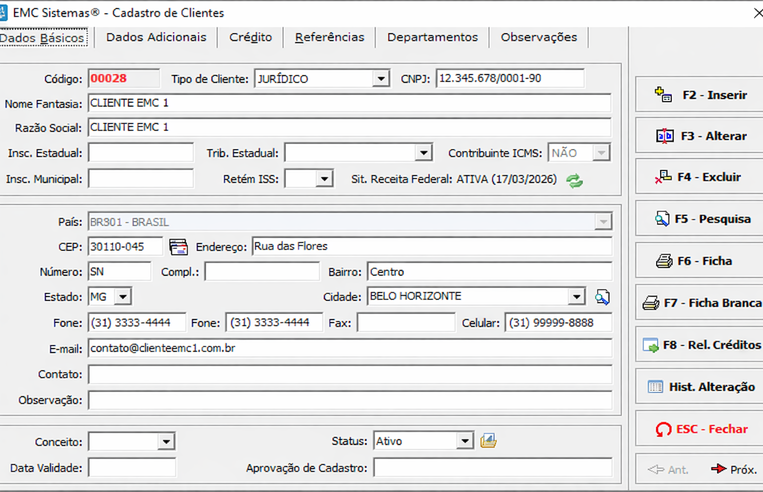 EMC Sistemas® - Cadastro de Clientes
Dados Básicos Dados Adicionais Crédito Referências Departamentos Observações
Código: 00028 Tipo de Cliente: JURÍDICO CNPJ: 12.345.678/0001-90
Nome Fantasia: CLIENTE EMC 1
Razão Social: CLIENTE EMC 1
Insc. Estadual: Trib. Estadual: Contribuinte ICMS: NÃO
Insc. Municipal: Retém ISS: Sit. Receita Federal: ATIVA (17/03/2026)
País: BR301 - BRASIL
CEP: 30110-045 Endereço: Rua das Flores
Número: SN Compl.: Bairro: Centro
Estado: MG Cidade: BELO HORIZONTE
Fone: (31) 3333-4444 Fone: (31) 3333-4444 Fax: Celular: (31) 99999-8888
E-mail: contato@clienteemc1.com.br
Contato:
Observação:
Conceito: Status: Ativo
Data Validade: Aprovação de Cadastro:
F2 - Inserir
F3 - Alterar
F4 - Excluir
F5 - Pesquisa
F6 - Ficha
F7 - Ficha Branca
F8 - Rel. Créditos
Hist. Alteração
ESC - Fechar
Ant. Próx.